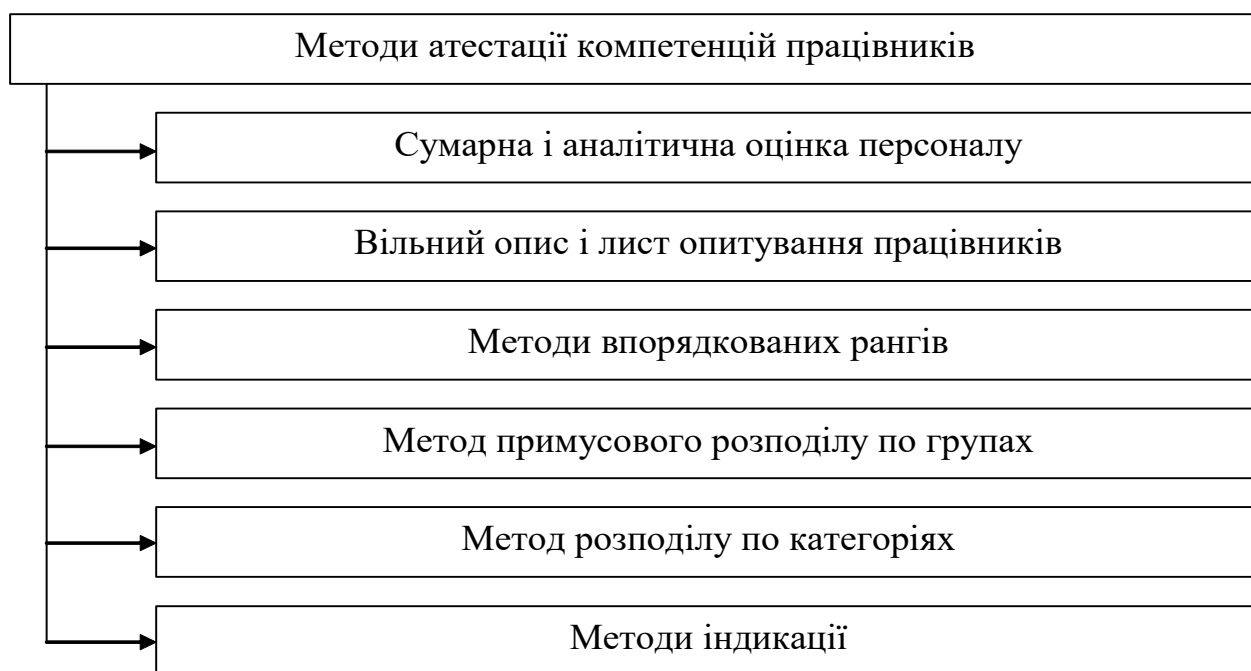 Методи атестації компетенцій працівників
Сумарна і аналітична оцінка персоналу
Вільний опис і лист опитування працівників
Методи впорядкованих рангів
Метод примусового розподілу по групах
Метод розподілу по категоріях
Методи індикації